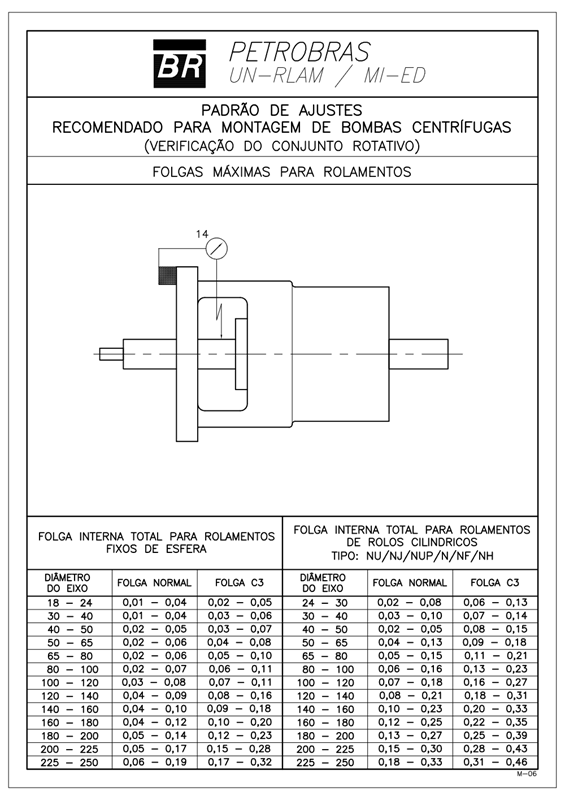 BR
PETROBRAS
UN-RLAM / MI-ED
PADRÃO DE AJUSTES
RECOMENDADO PARA MONTAGEM DE BOMBAS CENTRÍFUGAS
(VERIFICAÇÃO DO CONJUNTO ROTATIVO)
FOLGAS MÁXIMAS PARA ROLAMENTOS
14
FOLGA INTERNA TOTAL PARA ROLAMENTOS
FIXOS DE ESFERA
FOLGA INTERNA TOTAL PARA ROLAMENTOS
DE ROLOS CILINDRICOS
TIPO: NU/NJ/NUP/N/NF/NH
DIÂMETRO DO EIXO FOLGA NORMAL FOLGA C3 DIÂMETRO DO EIXO FOLGA NORMAL FOLGA C3
18 - 24 0,01 - 0,04 0,02 - 0,05 24 - 30 0,02 - 0,08 0,06 - 0,13
30 - 40 0,01 - 0,04 0,03 - 0,06 30 - 40 0,03 - 0,10 0,07 - 0,14
40 - 50 0,02 - 0,05 0,03 - 0,07 40 - 50 0,02 - 0,05 0,08 - 0,15
50 - 65 0,02 - 0,06 0,04 - 0,08 50 - 65 0,04 - 0,13 0,09 - 0,18
65 - 80 0,02 - 0,06 0,05 - 0,10 65 - 80 0,05 - 0,15 0,11 - 0,21
80 - 100 0,02 - 0,07 0,06 - 0,11 80 - 100 0,06 - 0,16 0,13 - 0,23
100 - 120 0,03 - 0,08 0,07 - 0,11 100 - 120 0,07 - 0,18 0,16 - 0,27
120 - 140 0,04 - 0,09 0,08 - 0,16 120 - 140 0,08 - 0,21 0,18 - 0,31
140 - 160 0,04 - 0,10 0,09 - 0,18 140 - 160 0,10 - 0,23 0,20 - 0,33
160 - 180 0,04 - 0,12 0,10 - 0,20 160 - 180 0,12 - 0,25 0,22 - 0,35
180 - 200 0,05 - 0,14 0,12 - 0,23 180 - 200 0,13 - 0,27 0,25 - 0,39
200 - 225 0,05 - 0,17 0,15 - 0,28 200 - 225 0,15 - 0,30 0,28 - 0,43
225 - 250 0,06 - 0,19 0,17 - 0,32 225 - 250 0,18 - 0,33 0,31 - 0,46
M-06